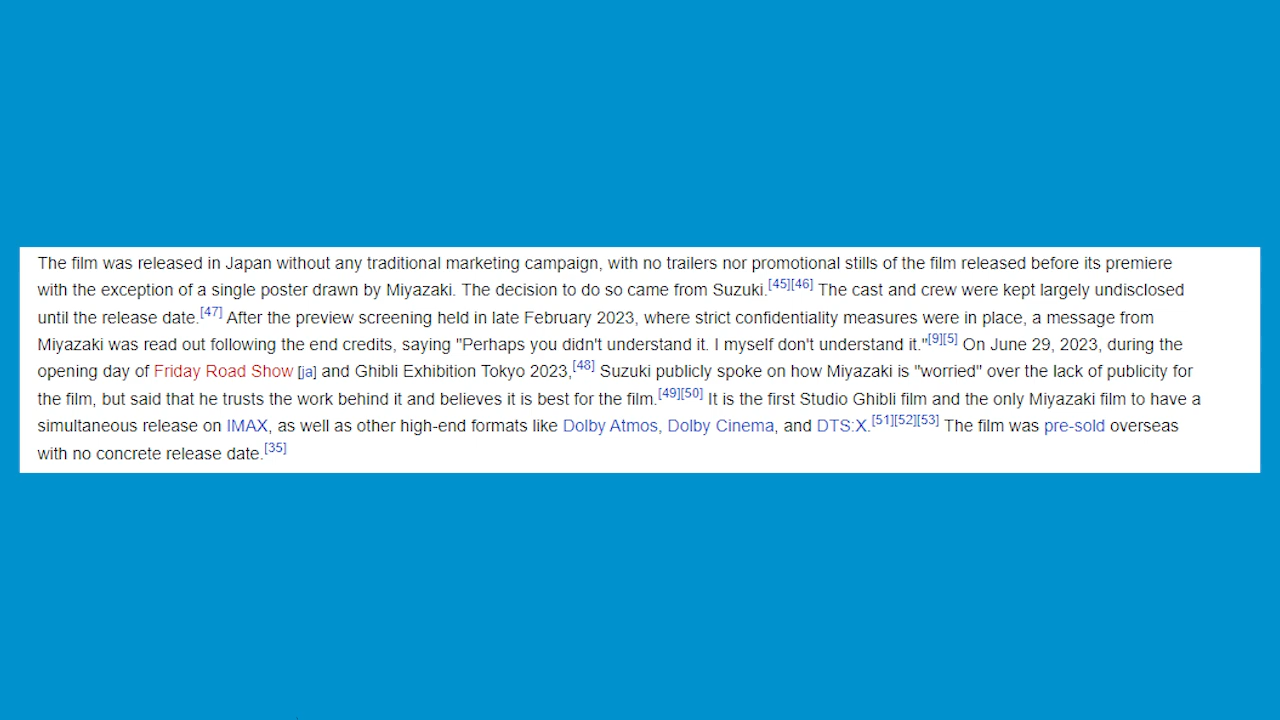 The film was released in Japan without any traditional marketing campaign, with no trailers nor promotional stills of the film released before its premiere
with the exception of a single poster drawn by Miyazaki. The decision to do so came from Suzuki.[45][46] The cast and crew were kept largely undisclosed
until the release date.[47] After the preview screening held in late February 2023, where strict confidentiality measures were in place, a message from
Miyazaki was read out following the end credits, saying "Perhaps you didn't understand it. I myself don't understand it."[9][5] On June 29, 2023, during the
opening day of Friday Road Show [ja] and Ghibli Exhibition Tokyo 2023,[48] Suzuki publicly spoke on how Miyazaki is "worried" over the lack of publicity for
the film, but said that he trusts the work behind it and believes it is best for the film.[49][50] It is the first Studio Ghibli film and the only Miyazaki film to have a
simultaneous release on IMAX, as well as other high-end formats like Dolby Atmos, Dolby Cinema, and DTS:X.[51][52][53] The film was pre-sold overseas
with no concrete release date.[35]